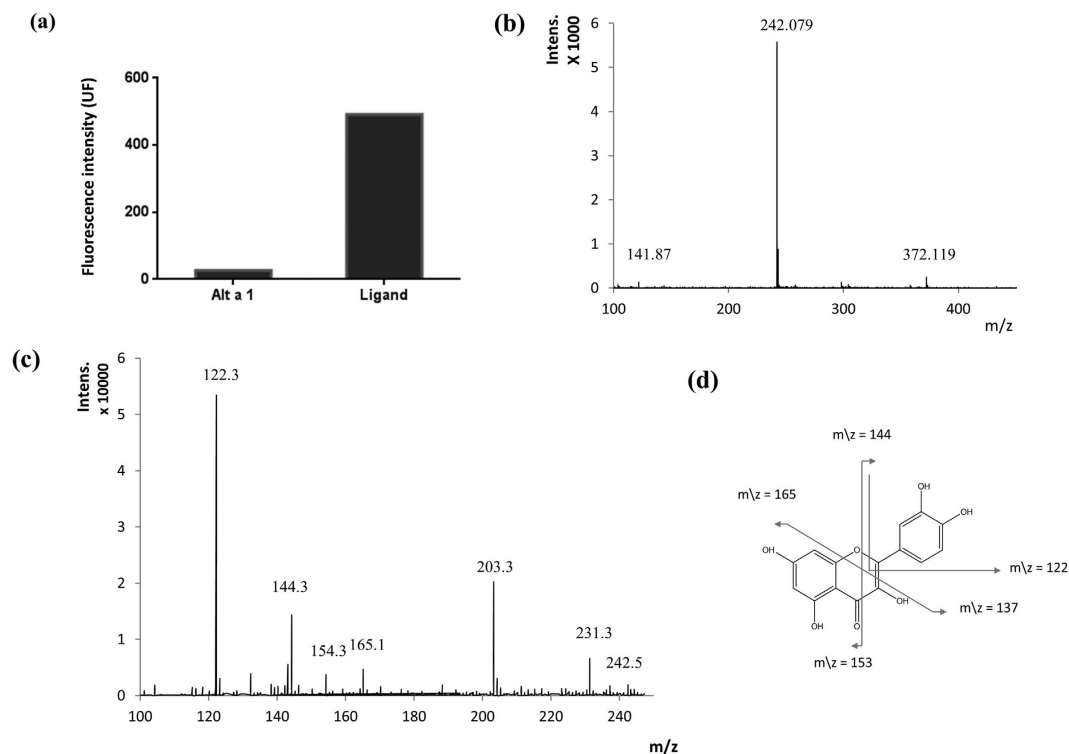 (a)
Fluorescence intensity (UF)
600
400
200
0
Alt a 1
Ligand
(b)
Intens.
X 1000
6
5
4
3
2
1
0
242.079
141.87
372.119
100
200
300
400
m/z
(c)
Intens.
x 10000
6
5
4
3
2
1
0
122.3
144.3
154.3
165.1
203.3
231.3
242.5
100
120
140
160
180
200
220
240
m/z
(d)
m\z = 144
m\z = 165
OH
OH
HO
O
m\z = 122
OH
m\z = 137
OH
O
m\z = 153